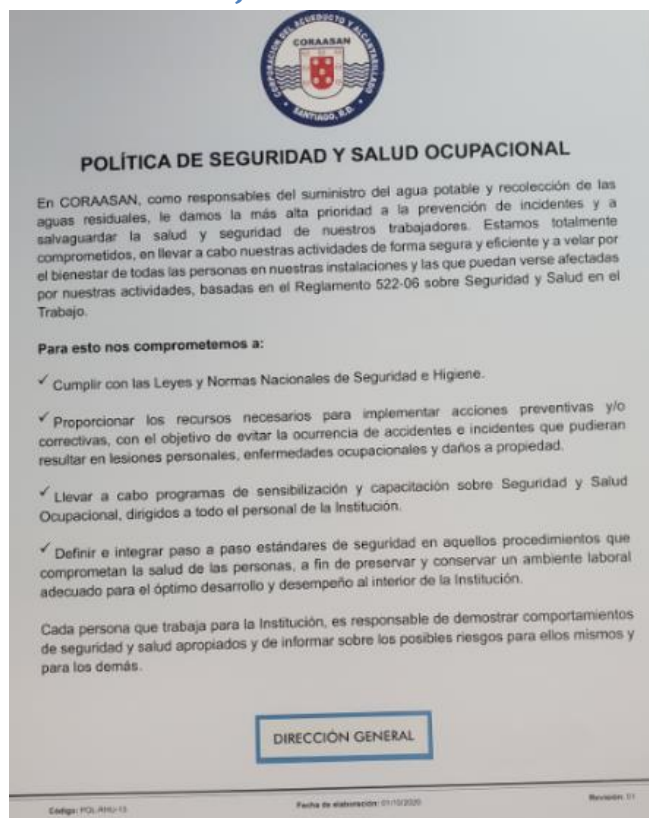 CORPORACIÓN DEL ACUEDUCTO Y ALCANTARILLADO
CORAASAN
SANTIAGO, R.D.
POLÍTICA DE SEGURIDAD Y SALUD OCUPACIONAL
En CORAASAN, como responsables del suministro del agua potable y recolección de las
aguas residuales, le damos la más alta prioridad a la prevención de incidentes y a
salvaguardar la salud y seguridad de nuestros trabajadores. Estamos totalmente
comprometidos, en llevar a cabo nuestras actividades de forma segura y eficiente y a velar por
el bienestar de todas las personas en nuestras instalaciones y las que puedan verse afectadas
por nuestras actividades, basadas en el Reglamento 522-06 sobre Seguridad y Salud en el
Trabajo.
Para esto nos comprometemos a:
✓ Cumplir con las Leyes y Normas Nacionales de Seguridad e Higiene.
✓ Proporcionar los recursos necesarios para implementar acciones preventivas y/o
correctivas, con el objetivo de evitar la ocurrencia de accidentes e incidentes que pudieran
resultar en lesiones personales, enfermedades ocupacionales y daños a propiedad.
✓ Llevar a cabo programas de sensibilización y capacitación sobre Seguridad y Salud
Ocupacional, dirigidos a todo el personal de la Institución.
✓ Definir e integrar paso a paso estándares de seguridad en aquellos procedimientos que
comprometan la salud de las personas, a fin de preservar y conservar un ambiente laboral
adecuado para el óptimo desarrollo y desempeño al interior de la Institución.
Cada persona que trabaja para la Institución, es responsable de demostrar comportamientos
de seguridad y salud apropiados y de informar sobre los posibles riesgos para ellos mismos y
para los demás.
DIRECCIÓN GENERAL
Código: POL-RHU-13 Fecha de elaboración: 01/10/2020 Revisión: 01